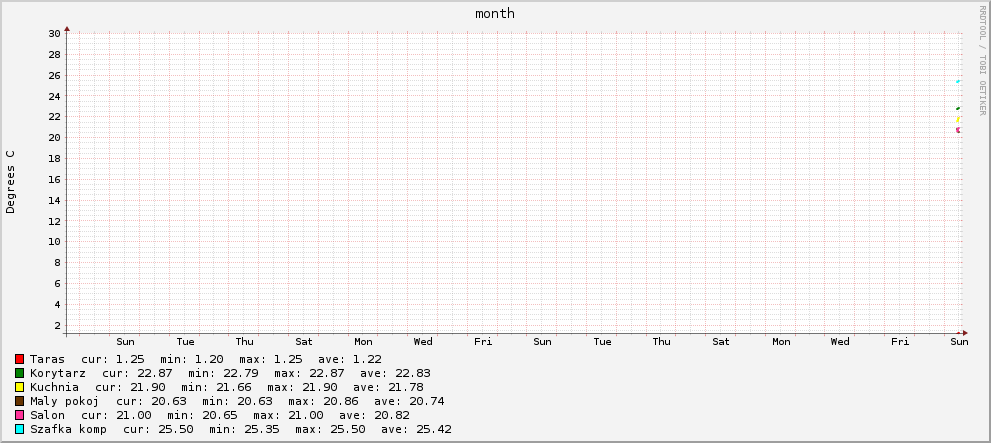 month
RRDTOOL / TOBI OETIKER
Degrees C
30
28
26
24
22
20
18
16
14
12
10
8
6
4
2
Sun Tue Thu Sat Mon Wed Fri Sun Tue Thu Sat Mon Wed Fri Sun
Taras cur: 1.25 min: 1.20 max: 1.25 ave: 1.22
Korytarz cur: 22.87 min: 22.79 max: 22.87 ave: 22.83
Kuchnia cur: 21.90 min: 21.66 max: 21.90 ave: 21.78
Maly pokoj cur: 20.63 min: 20.63 max: 20.86 ave: 20.74
Salon cur: 21.00 min: 20.65 max: 21.00 ave: 20.82
Szafka komp cur: 25.50 min: 25.35 max: 25.50 ave: 25.42